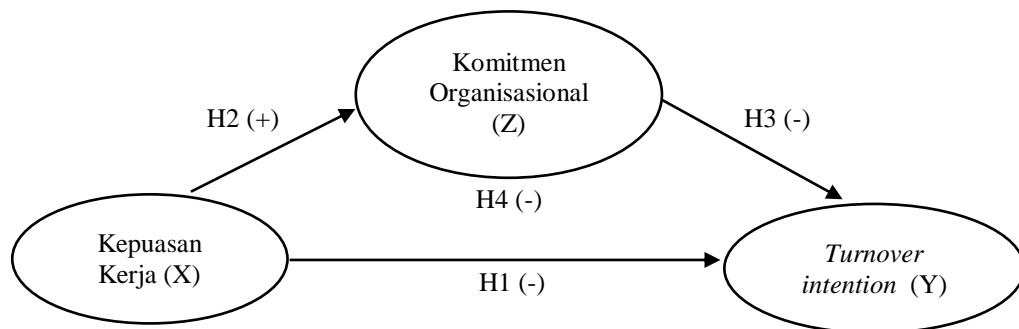 Komitmen
Organisasional
(Z)
H2 (+)
H3 (-)
H4 (-)
Kepuasan
Kerja (X)
Turnover
intention (Y)
H1 (-)